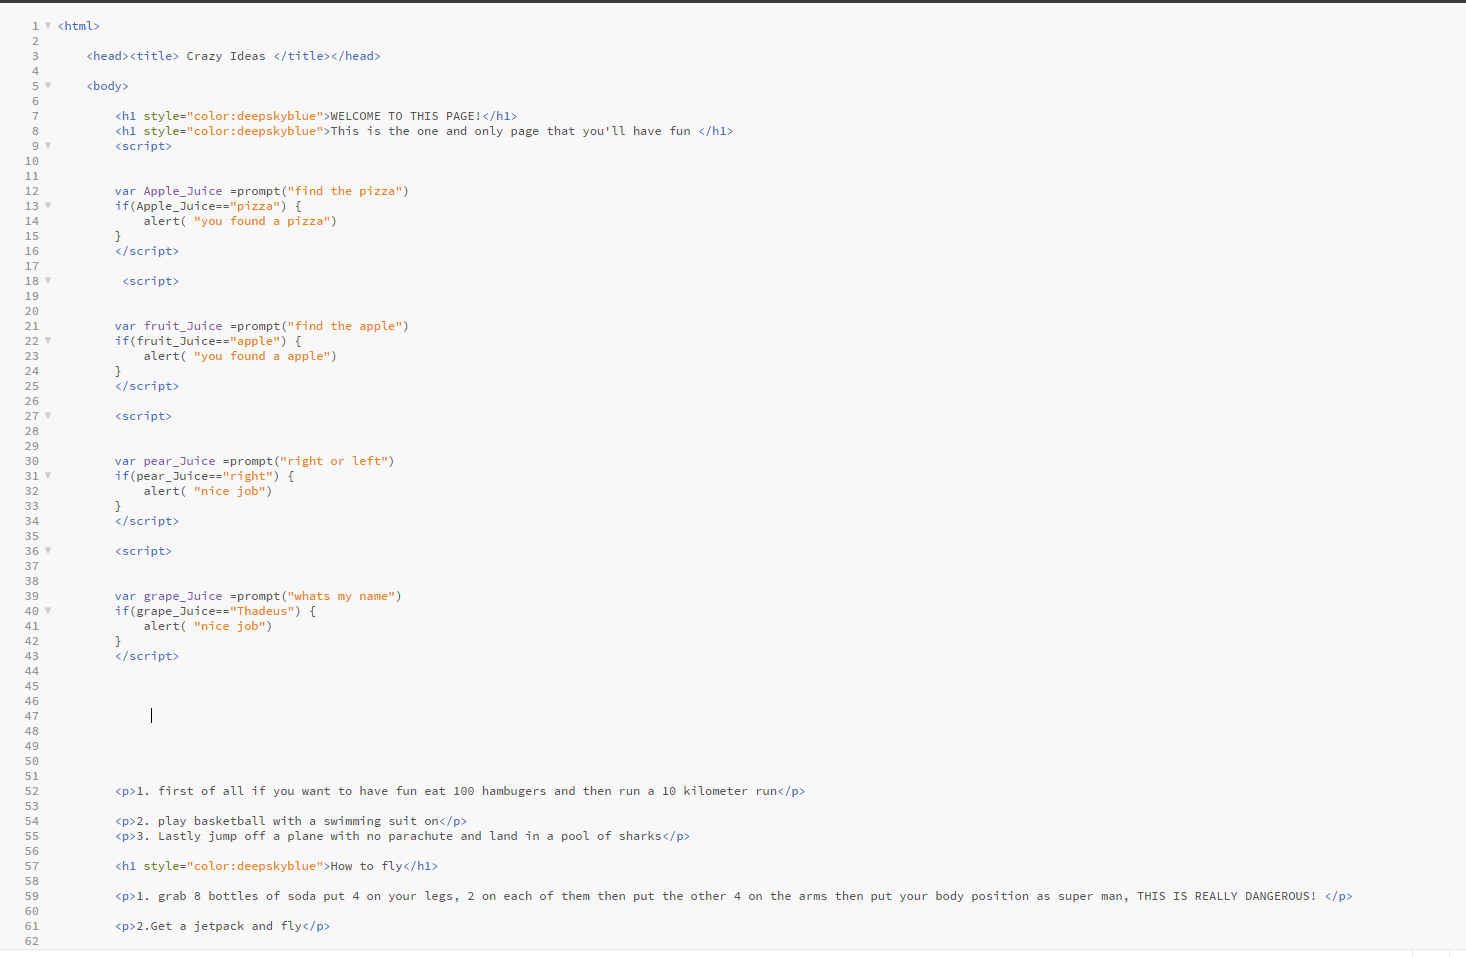 1 <html>
2
3 <head><title> Crazy Ideas </title></head>
4
5 <body>
6
7 <h1 style="color:deepskyblue">WELCOME TO THIS PAGE!</h1>
8 <h1 style="color:deepskyblue">This is the one and only page that you'll have fun </h1>
9 <script>
10
11
12 var Apple_Juice =prompt("find the pizza")
13 if(Apple_Juice=="pizza") {
14 alert( "you found a pizza")
15 }
16 </script>
17
18 <script>
19
20
21 var fruit_Juice =prompt("find the apple")
22 if(fruit_Juice=="apple") {
23 alert( "you found a apple")
24 }
25 </script>
26
27 <script>
28
29
30 var pear_Juice =prompt("right or left")
31 if(pear_Juice=="right") {
32 alert( "nice job")
33 }
34 </script>
35
36 <script>
37
38
39 var grape_Juice =prompt("whats my name")
40 if(grape_Juice=="Thadeus") {
41 alert( "nice job")
42 }
43 </script>
44
45
46
47
48
49
50
51
52 <p>1. first of all if you want to have fun eat 100 hambugers and then run a 10 kilometer run</p>
53
54 <p>2. play basketball with a swimming suit on</p>
55 <p>3. Lastly jump off a plane with no parachute and land in a pool of sharks</p>
56
57 <h1 style="color:deepskyblue">How to fly</h1>
58
59 <p>1. grab 8 bottles of soda put 4 on your legs, 2 on each of them then put the other 4 on the arms then put your body position as super man, THIS IS REALLY DANGEROUS! </p>
60
61 <p>2.Get a jetpack and fly</p>
62